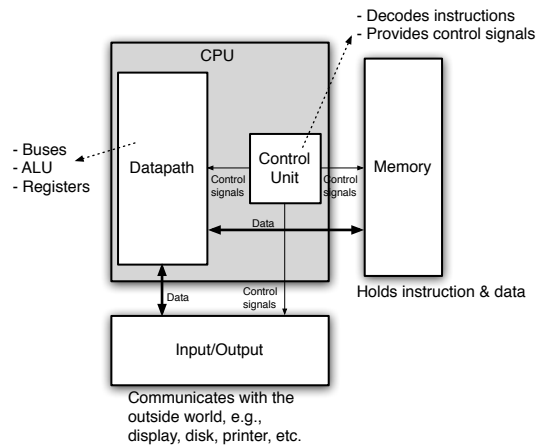 - Decodes instructions
- Provides control signals
CPU
- Buses
- ALU
- Registers
Datapath
Control
Unit
Memory
Control
signals
Control
signals
Data
Holds instruction & data
Data
Control
signals
Input/Output
Communicates with the
outside world, e.g.,
display, disk, printer, etc.